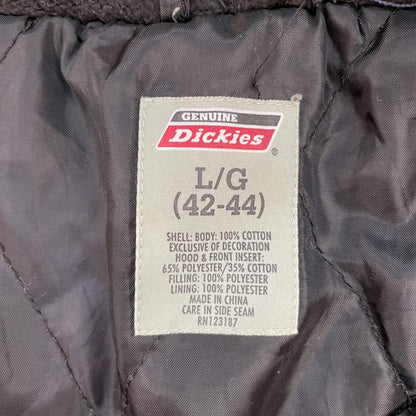 GENUINE
Dickies®
L/G
(42-44)
SHELL: BODY: 100% COTTON
EXCLUSIVE OF DECORATION
HOOD & FRONT INSERT:
65% POLYESTER/35% COTTON
FILLING: 100% POLYESTER
LINING: 100% POLYESTER
MADE IN CHINA
CARE IN SIDE SEAM
RN123187